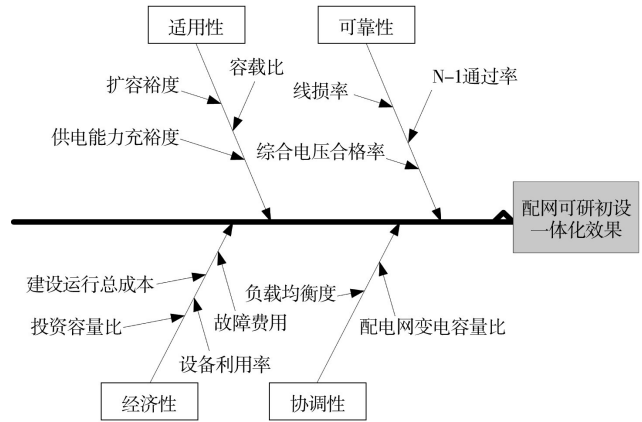 适用性
可靠性
容载比
N-1通过率
扩容裕度
线损率
供电能力充裕度
综合电压合格率
配网可研初设
一体化效果
建设运行总成本
负载均衡度
投资容量比
故障费用
配电网变电容量比
设备利用率
经济性
协调性